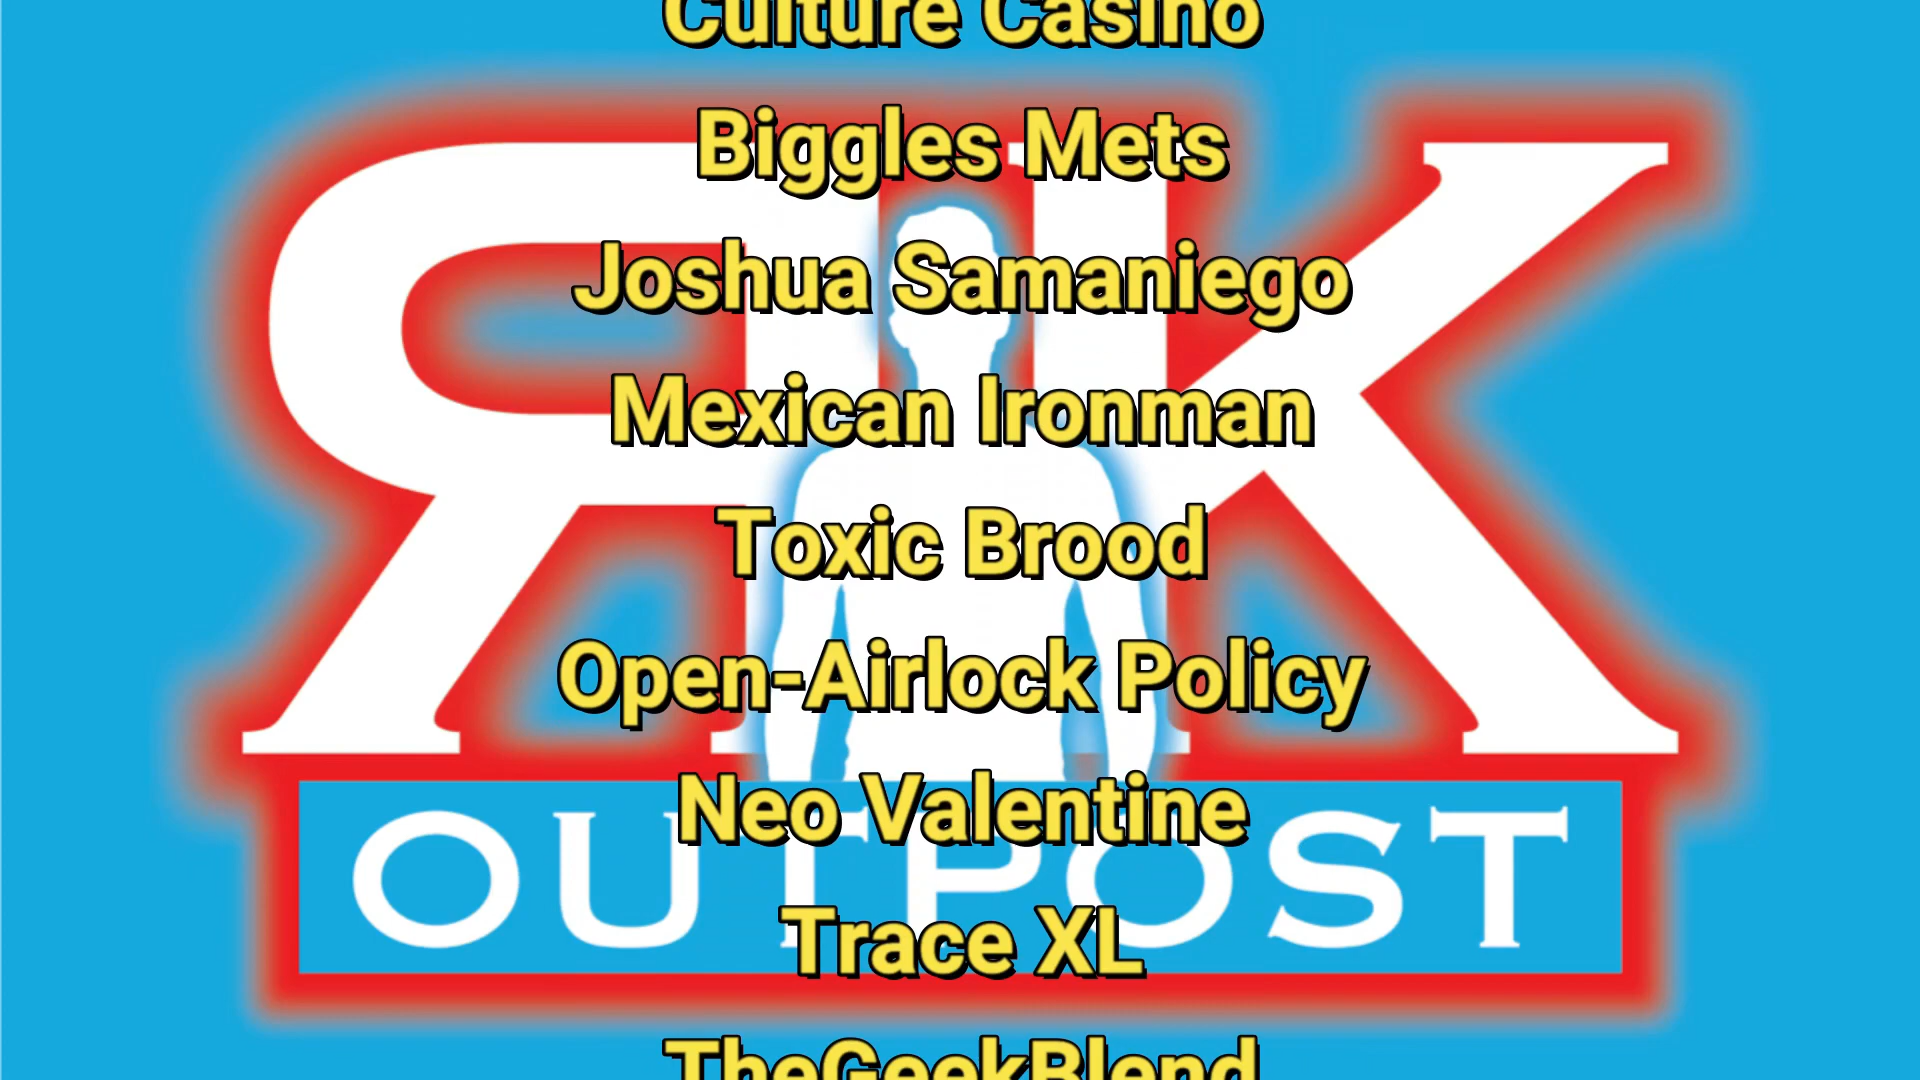 Culture Casino
Biggles Mets
Joshua Samaniego
Mexican Ironman
Toxic Brood
Open-Airlock Policy
Neo Valentine
Trace XL
TheGeekBlend
RK
OUTPOST